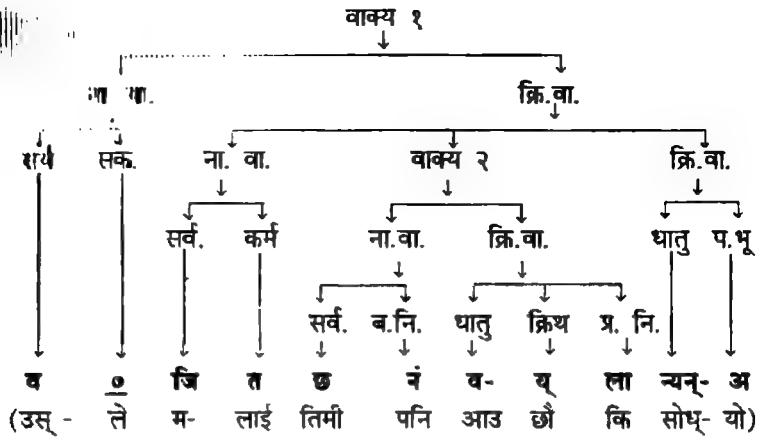 वाक्य १
वा. क्रि.वा.
सक. ना. वा. वाक्य २ क्रि.वा.
सर्व. कर्म ना.वा. क्रि.वा. धातु प.भू
सर्व. ब.नि. धातु क्रिथ प्र. नि.
व ० जि त छ नं व- य् ला न्यन्- अ
(उस् - ले म- लाई तिमी पनि आउ छौ कि सोध्- यो)